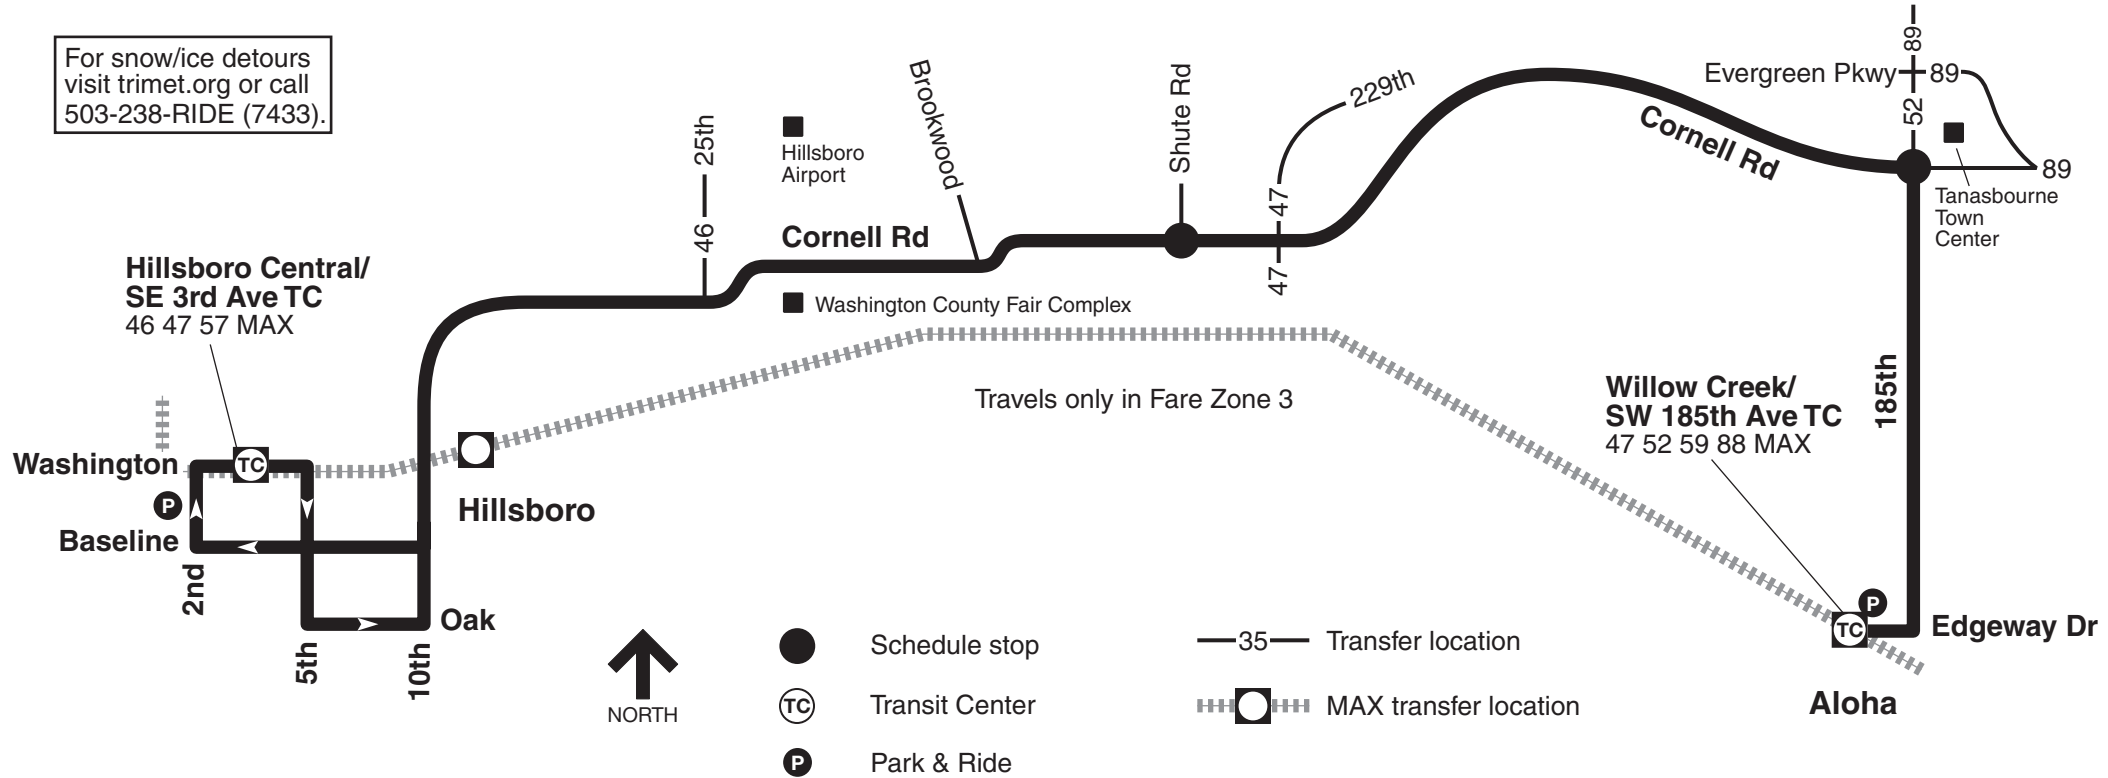 For snow/ice detours
visit trimet.org or call
503-238-RIDE (7433).
Hillsboro Central/
SE 3rd Ave TC
46 47 57 MAX
Washington
TC
P
Baseline
2nd
5th
10th
Oak
Hillsboro
25th
46
Hillsboro
Airport
Brookwood
Cornell Rd
Washington County Fair Complex
Shute Rd
229th
47
47
Travels only in Fare Zone 3
Cornell Rd
89
Evergreen Pkwy
89
52
89
Tanasbourne
Town
Center
185th
Willow Creek/
SW 185th Ave TC
47 52 59 88 MAX
P
TC
Edgeway Dr
Aloha
NORTH
Schedule stop
TC
Transit Center
P
Park & Ride
35
Transfer location
MAX transfer location